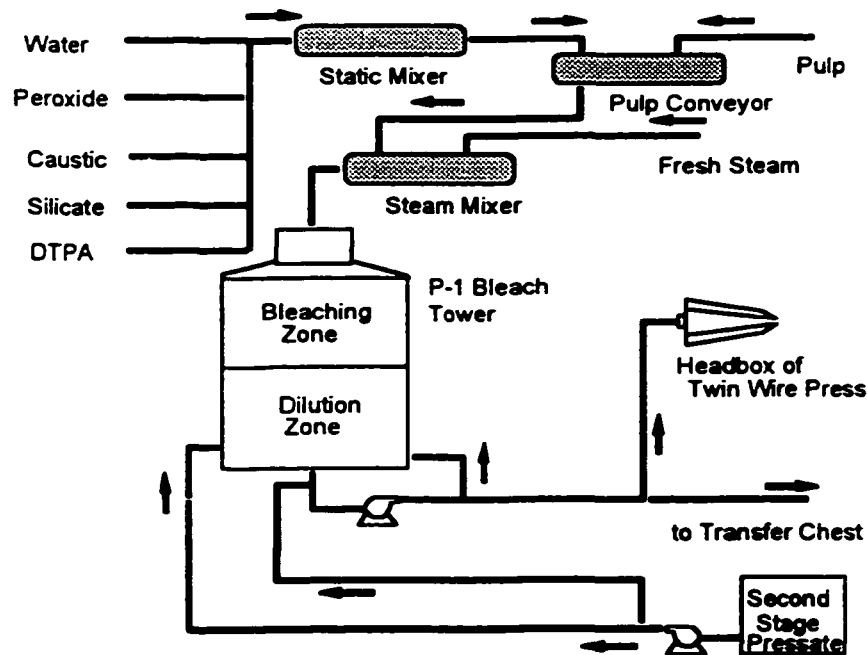 Water
Static Mixer
Pulp
Peroxide
Pulp Conveyor
Caustic
Fresh Steam
Silicate
Steam Mixer
DTPA
P-1 Bleach
Tower
Bleaching
Zone
Headbox of
Twin Wire Press
Dilution
Zone
to Transfer Chest
Second
Stage
Pressate